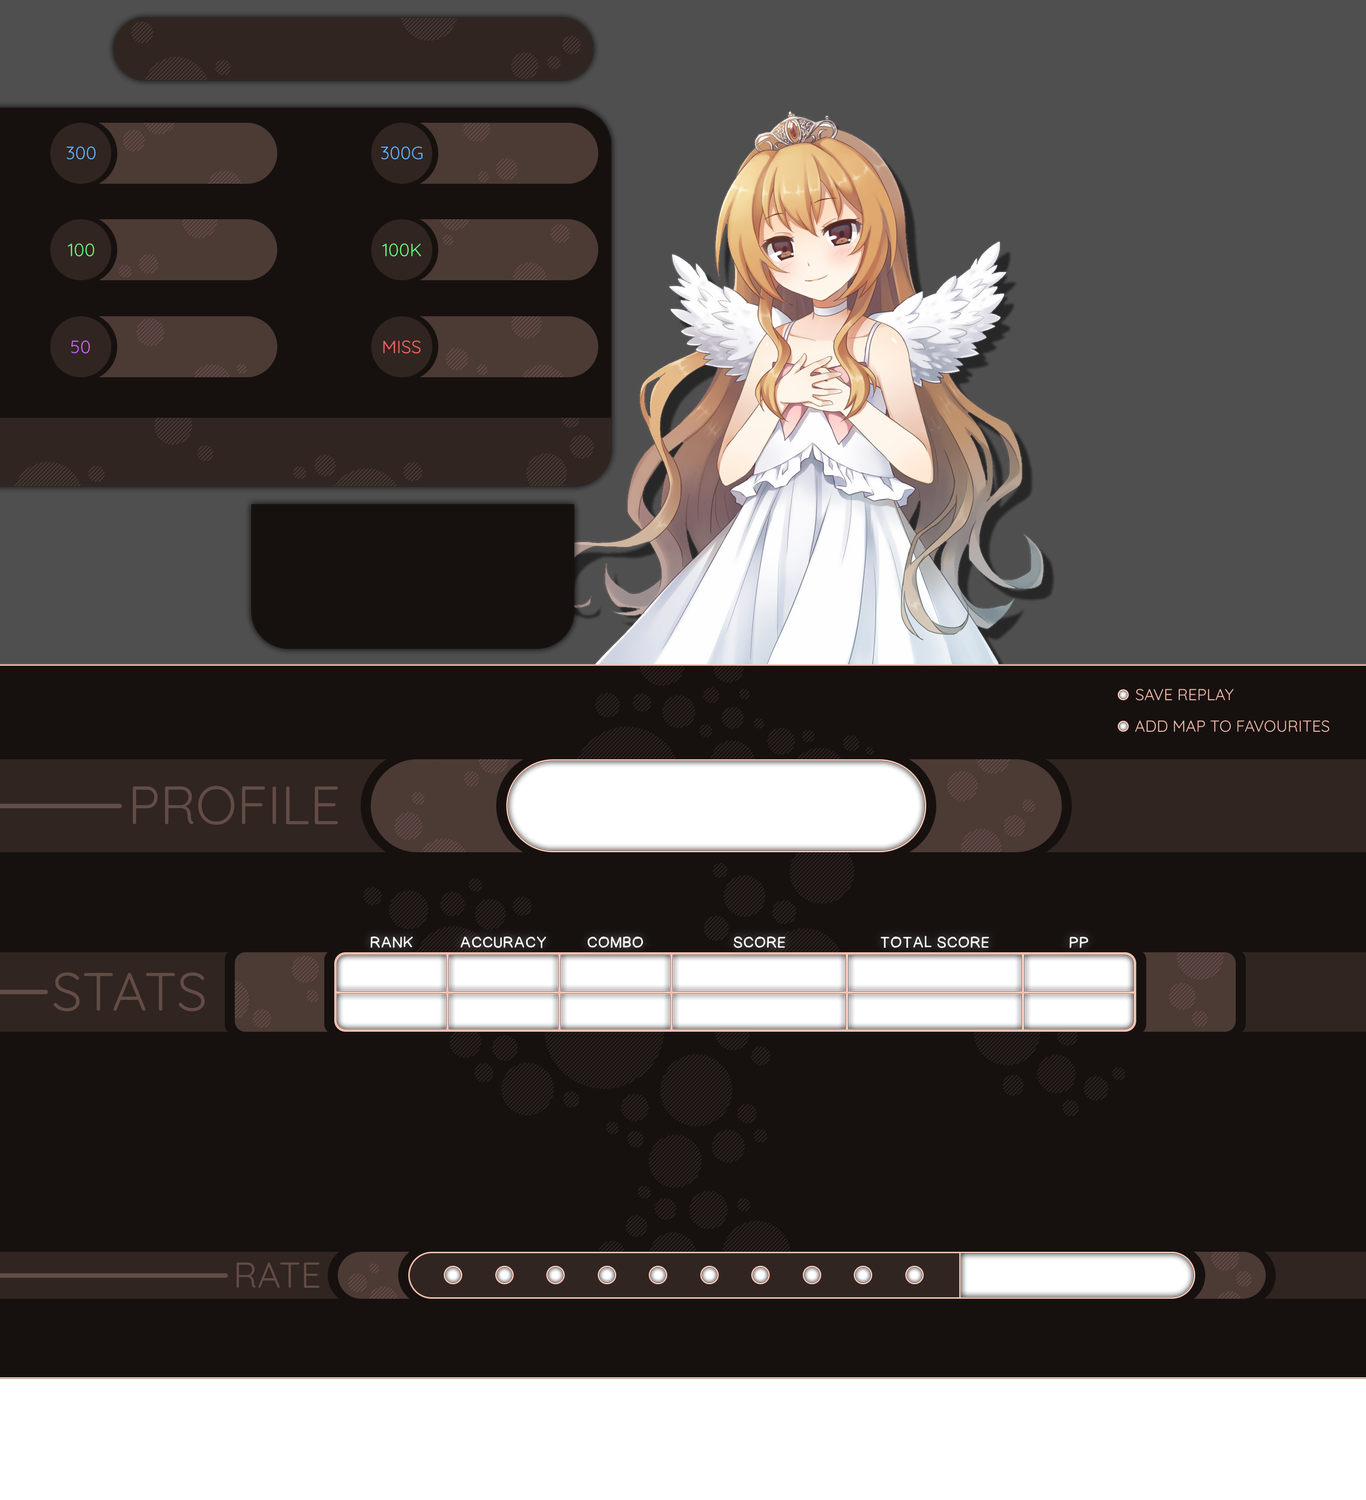 300 300G
100 100K
50 MISS
SAVE REPLAY
ADD MAP TO FAVOURITES
PROFILE
RANK ACCURACY COMBO SCORE TOTAL SCORE PP
STATS
RATE